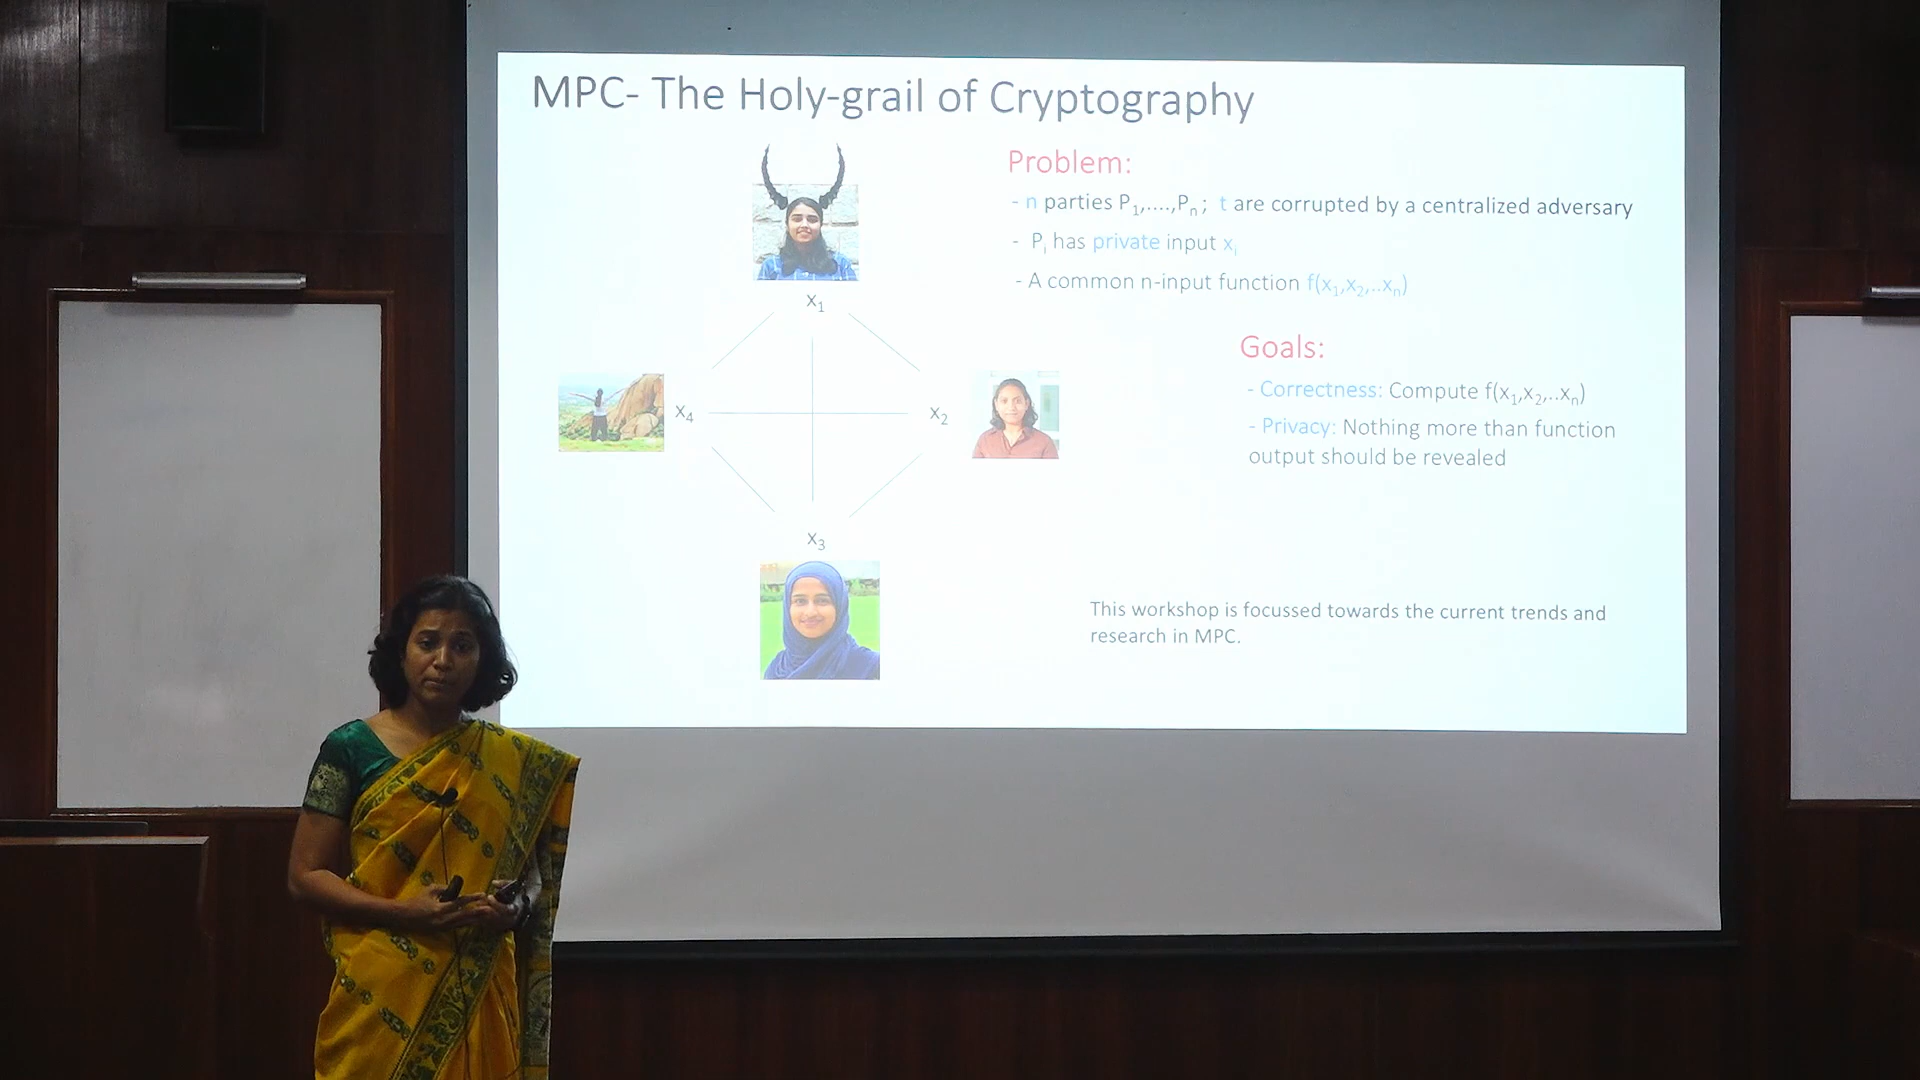 MPC- The Holy-grail of Cryptography
Problem:
- n parties P₁,....,Pₙ; t are corrupted by a centralized adversary
- Pᵢ has private input xᵢ
- A common n-input function f(x₁,x₂,..xₙ)
Goals:
- Correctness: Compute f(x₁,x₂,..xₙ)
- Privacy: Nothing more than function
output should be revealed
x₁
x₄
x₂
x₃
This workshop is focussed towards the current trends and
research in MPC.